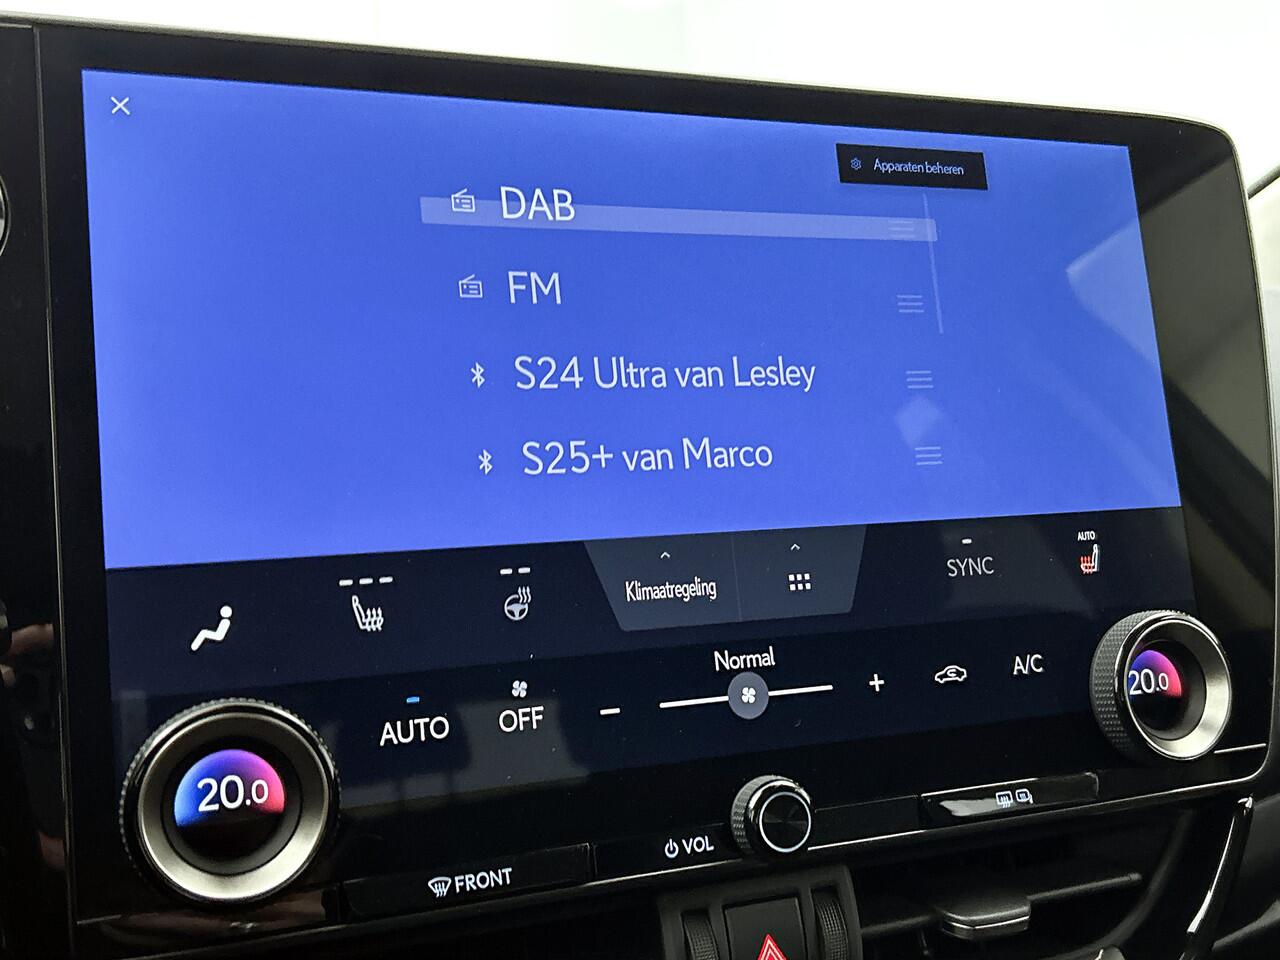 Apparaten beheren
DAB
FM
S24 Ultra van Lesley
S25+ van Marco
Klimaatregeling
SYNC
AUTO
Normal
AUTO
OFF
A/C
20.0
20.0
VOL
FRONT